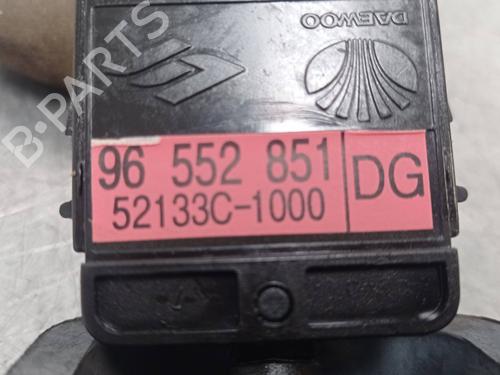 DAEWOO
96 552 851
52133C-1000
DG
B-PARTS